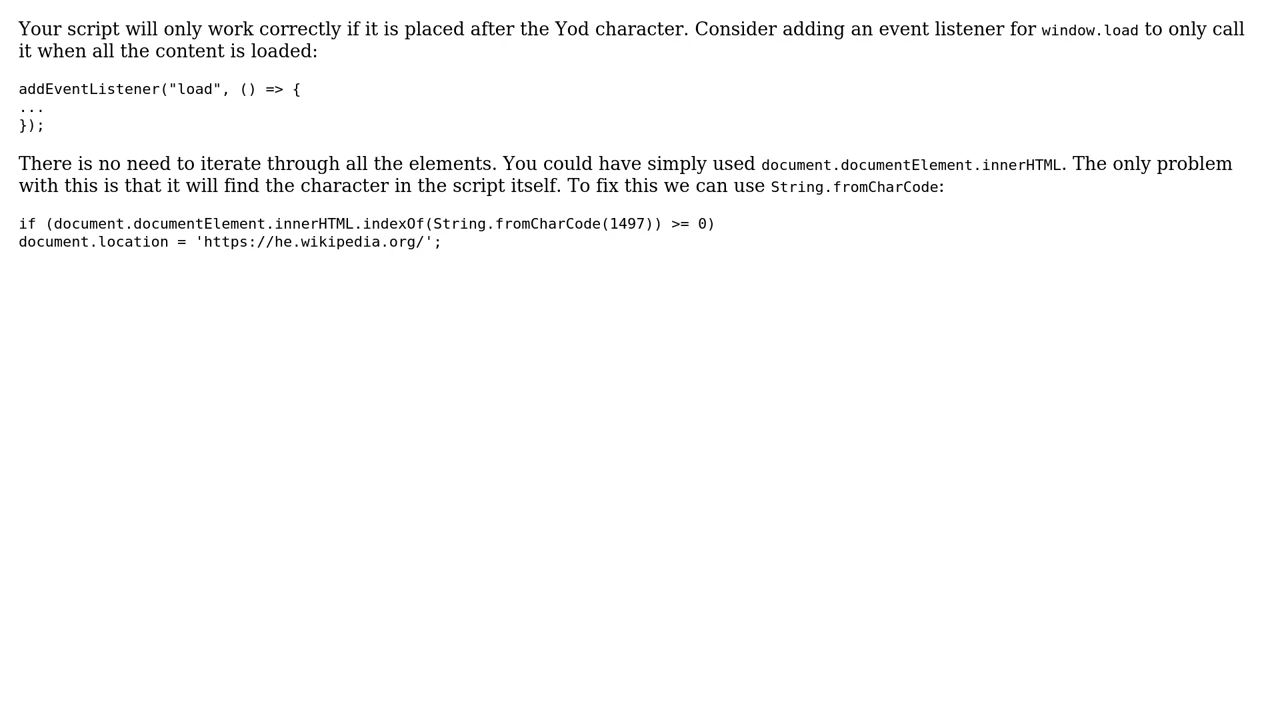 Your script will only work correctly if it is placed after the Yod character. Consider adding an event listener for window.load to only call
it when all the content is loaded:
addEventListener("load", () => {
...
});
There is no need to iterate through all the elements. You could have simply used document.documentElement.innerHTML. The only problem
with this is that it will find the character in the script itself. To fix this we can use String.fromCharCode:
if (document.documentElement.innerHTML.indexOf(String.fromCharCode(1497)) >= 0)
document.location = 'https://he.wikipedia.org/';